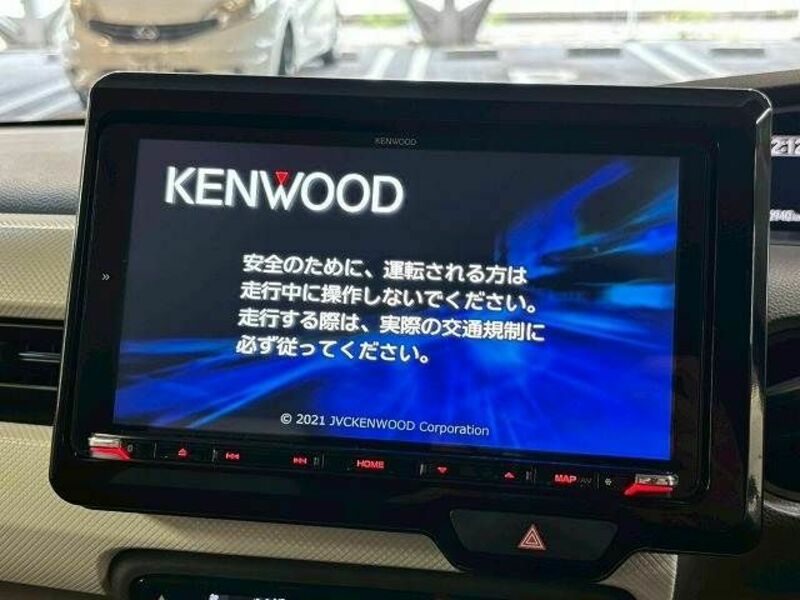 KENWOOD
KENWOOD
安全のために、運転される方は
走行中に操作しないでください。
走行する際は、実際の交通規制に
必ず従ってください。
© 2021 JVCKENWOOD Corporation
HOME
MAP AV